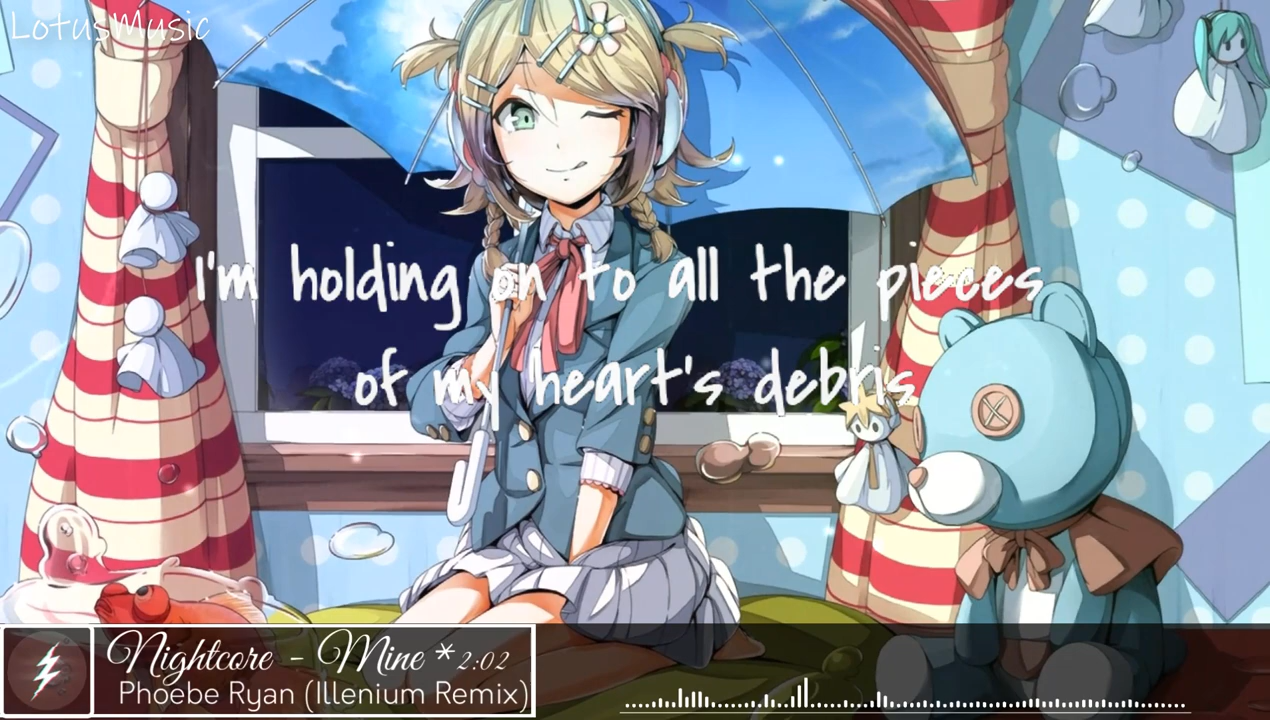 LotusMusic
I'm holding on to all the pieces
of my heart's debris
Nightcore - Mine * 2:02
Phoebe Ryan (Illenium Remix)